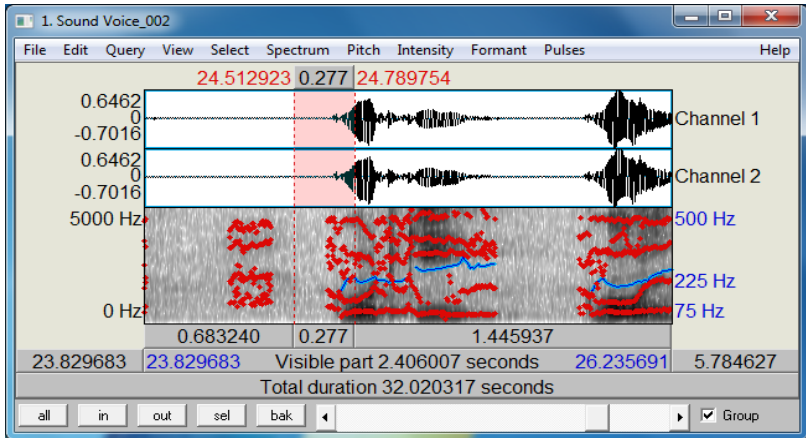 1. Sound Voice_002
File Edit Query View Select Spectrum Pitch Intensity Formant Pulses Help
24.512923 0.277 24.789754
0.6462
0
-0.7016
Channel 1
0.6462
0
-0.7016
Channel 2
5000 Hz 500 Hz
225 Hz
0 Hz 75 Hz
0.683240 0.277 1.445937
23.829683 23.829683 Visible part 2.406007 seconds 26.235691 5.784627
Total duration 32.020317 seconds
all in out sel bak Group